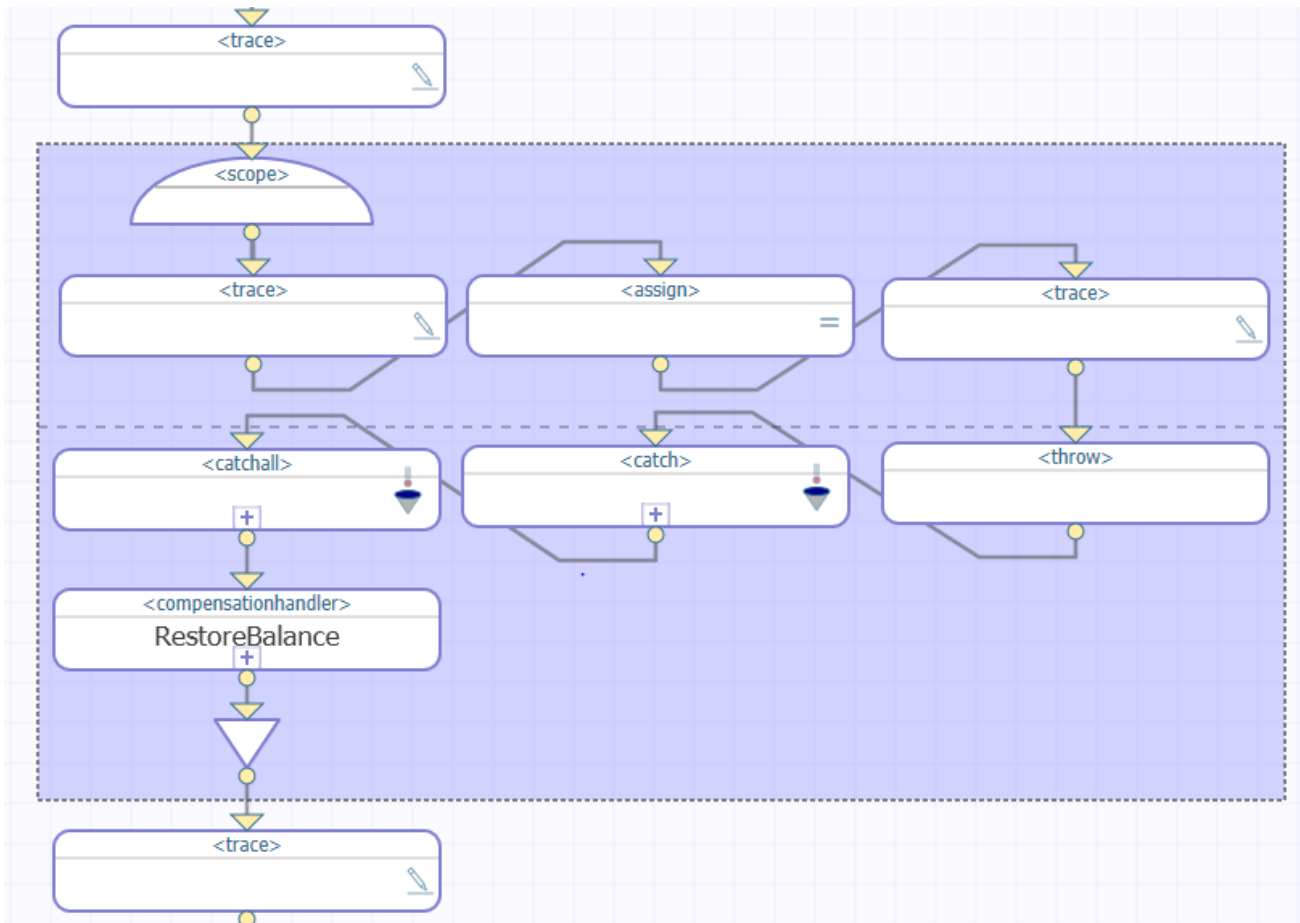 <trace>
<scope>
<trace>
<assign>
<trace>
<catchall>
<catch>
<throw>
<compensationhandler>
RestoreBalance
<trace>